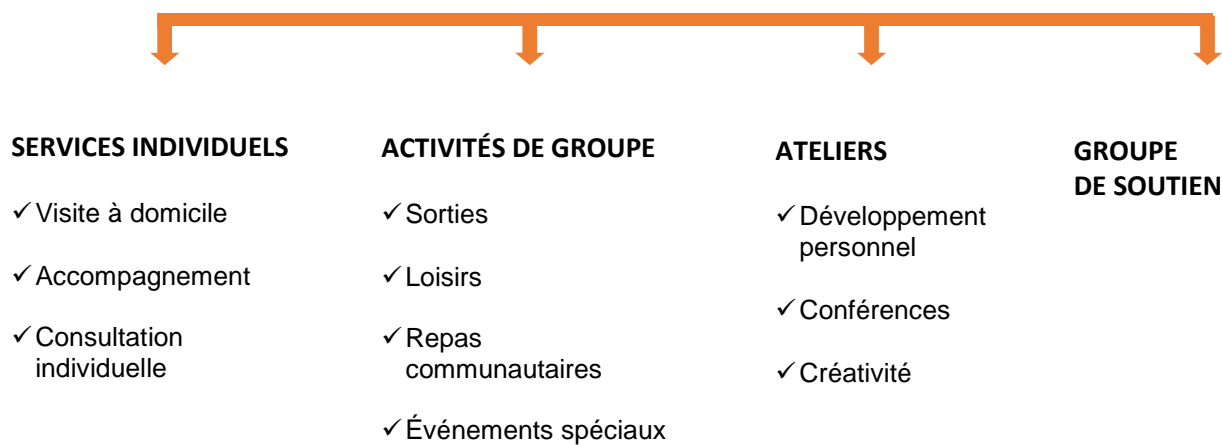 SERVICES INDIVIDUELS
✓ Visite à domicile
✓ Accompagnement
✓ Consultation
individuelle
ACTIVITÉS DE GROUPE
✓ Sorties
✓ Loisirs
✓ Repas
communautaires
✓ Événements spéciaux
ATELIERS
✓ Développement
personnel
✓ Conférences
✓ Créativité
GROUPE
DE SOUTIEN